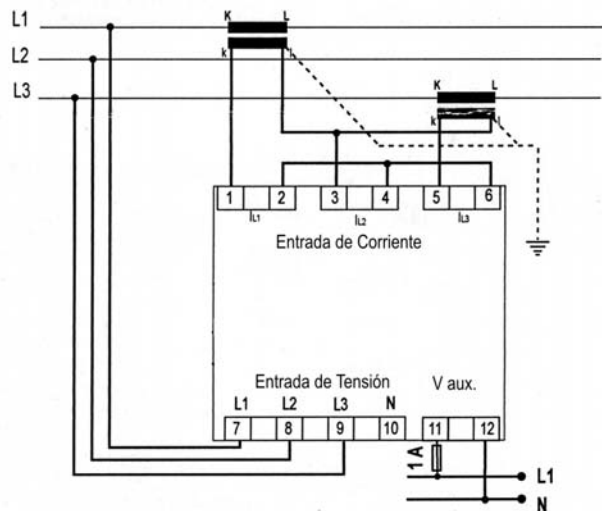 L1 K L
k l
L2
L3 K L
k l
1 2 3 4 5 6
IL1 IL2 IL3
Entrada de Corriente
Entrada de Tensión V aux.
L1 L2 L3 N
7 8 9 10 11 12
1 A
L1
N